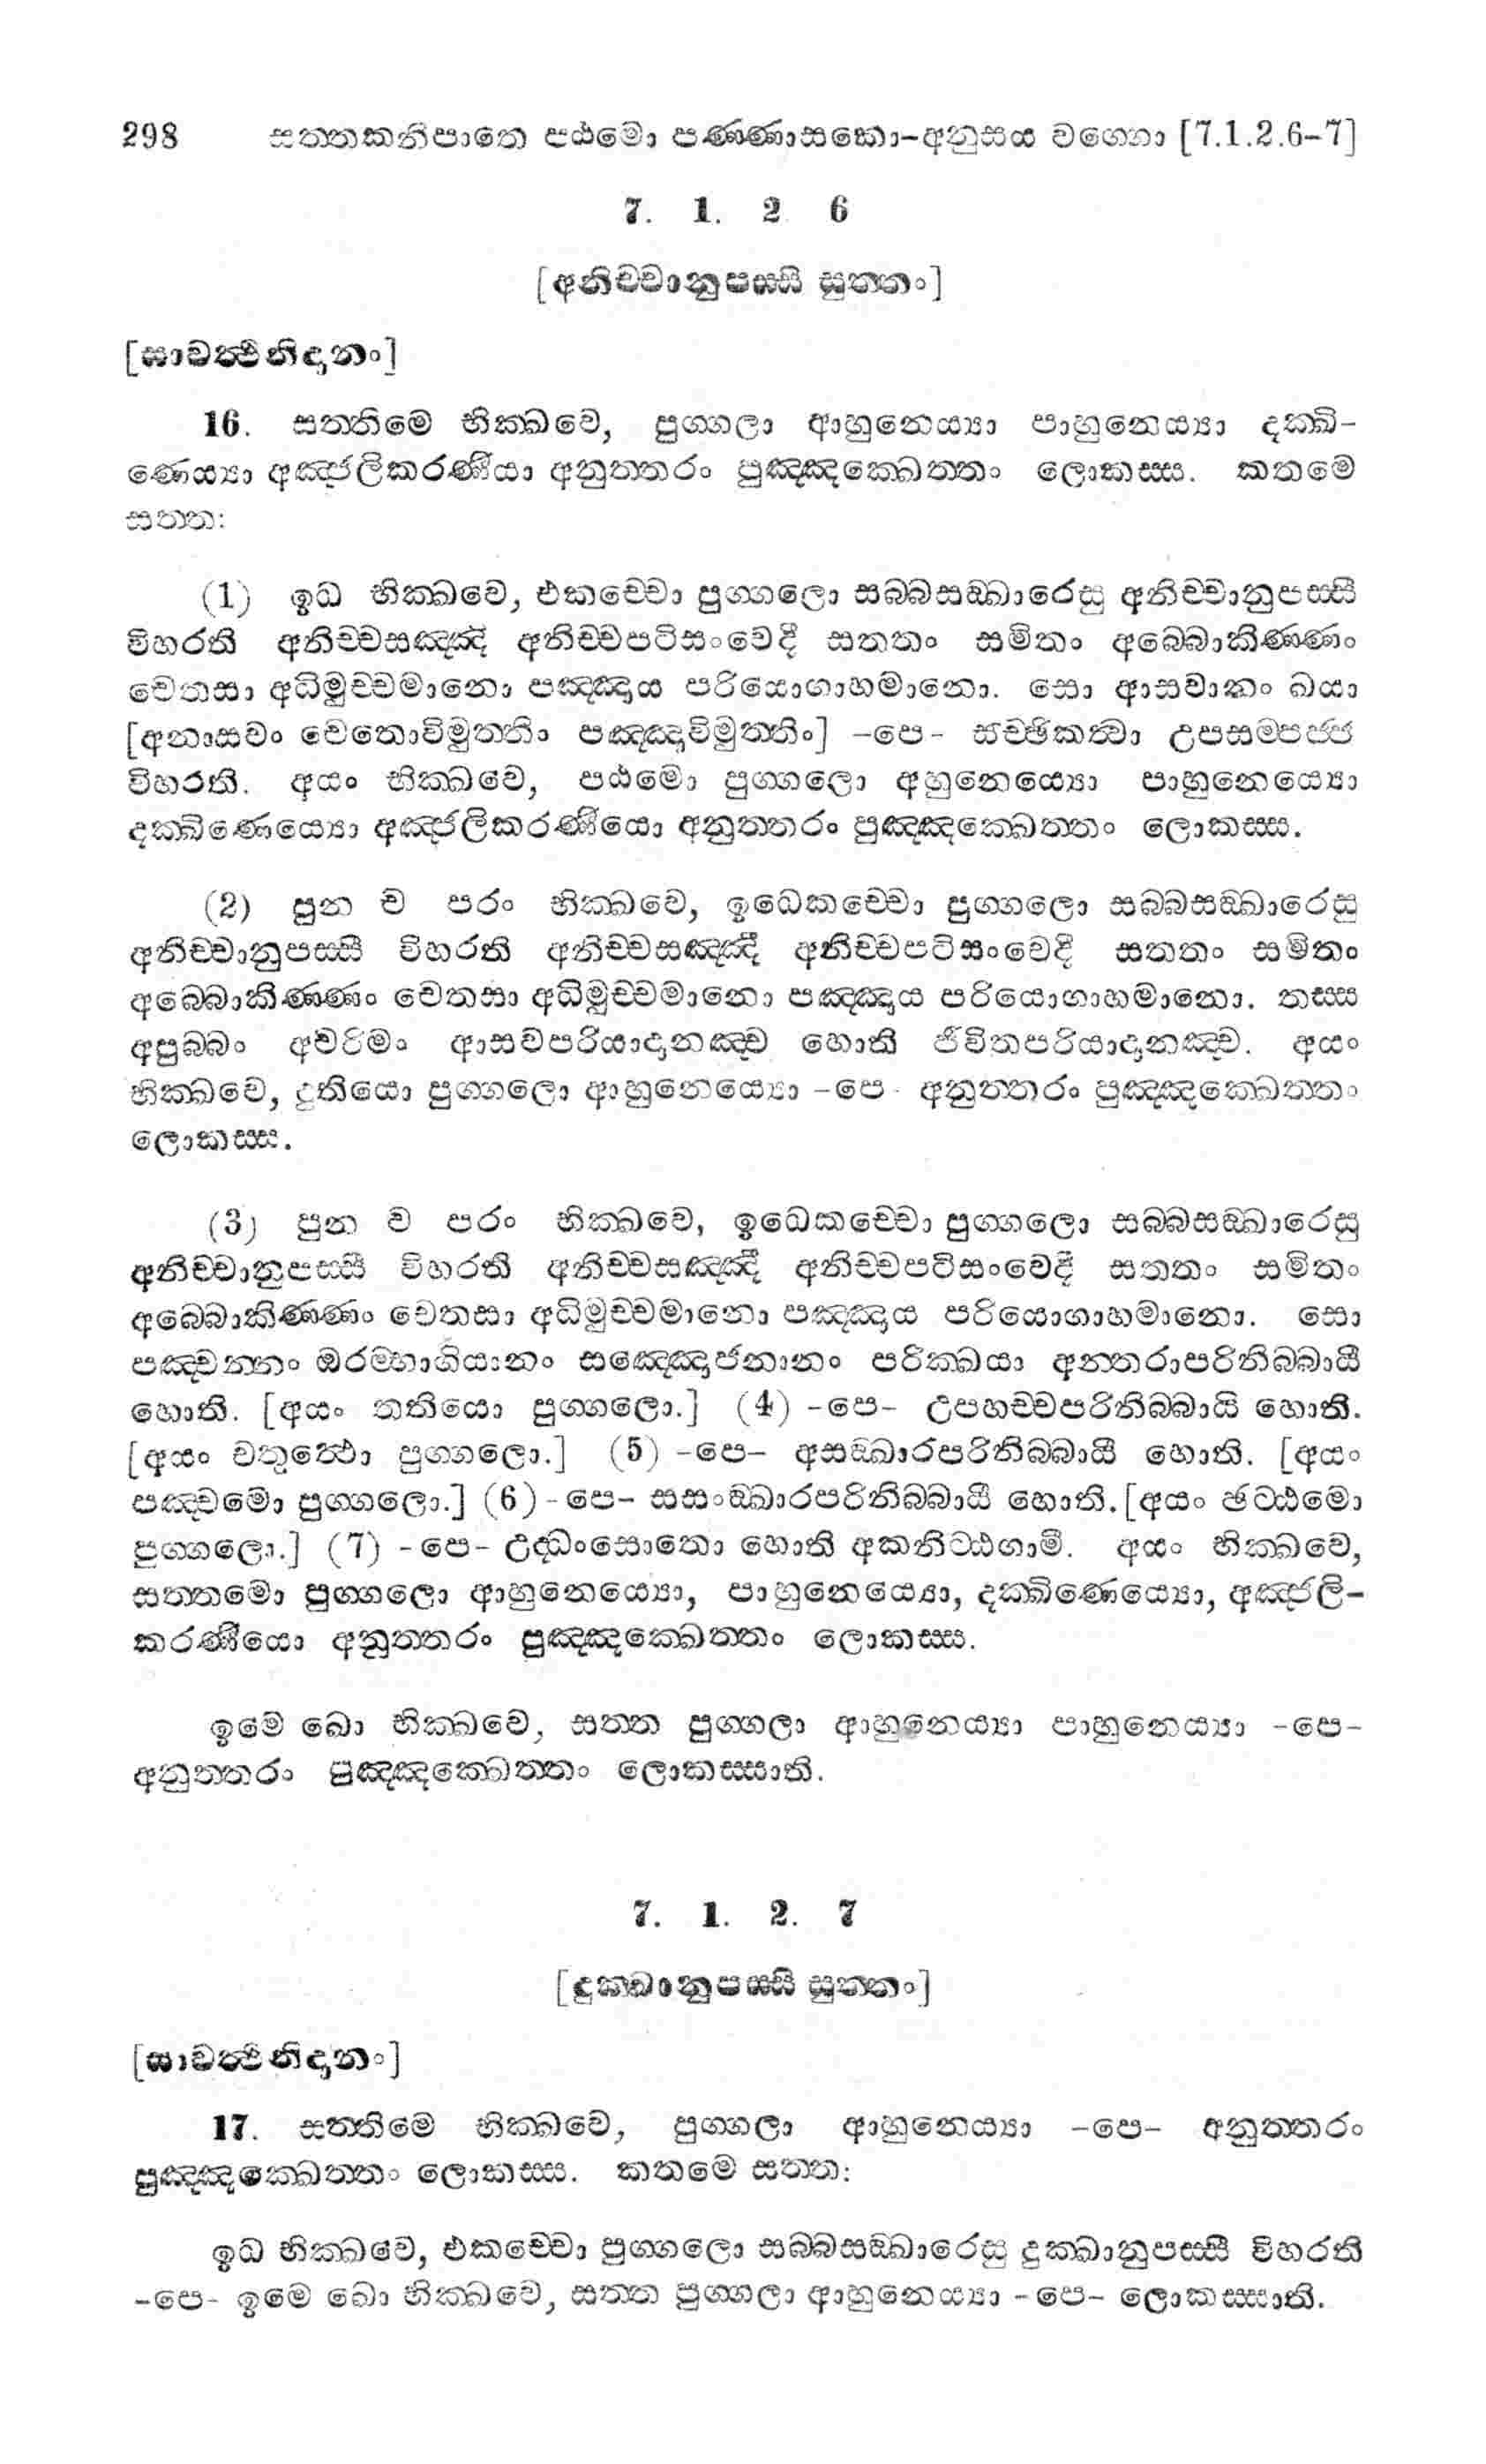 298 සත්තකනිපාතෙ පඨමො පණ්ණාසකො-අනුසය වග්ගො [7.1.2.6-7]
7. 1. 2 6
[අනිච්චානුපස්සි සුත්තං]
[සාවත්ථිනිදානං]
16. සත්තිමෙ භික්ඛවෙ, පුග්ගලා ආහුනෙය්‍යා පාහුනෙය්‍යා දක්ඛි-
ණෙය්‍යා අඤ්ජලිකරණීයා අනුත්තරං පුඤ්ඤක්ඛෙත්තං ලොකස්ස. කතමෙ
සත්ත:
(1) ඉධ භික්ඛවෙ, එකච්චො පුග්ගලො සබ්බසඞ්ඛාරෙසු අනිච්චානුපස්සී
විහරති අනිච්චසඤ්ඤී අනිච්චපටිසංවෙදී සතතං සමිතං අබ්බොකිණ්ණං
චෙතසා අධිමුච්චමානො පඤ්ඤාය පරියොගාහමානො. සො ආසවානං ඛයා
[අනාසවං චෙතොවිමුත්තිං පඤ්ඤාවිමුත්තිං] -පෙ- සච්ඡිකත්වා උපසම්පජ්ජ
විහරති. අයං භික්ඛවෙ, පඨමො පුග්ගලො අහුනෙය්‍යො පාහුනෙය්‍යො
දක්ඛිණෙය්‍යො අඤ්ජලිකරණීයො අනුත්තරං පුඤ්ඤක්ඛෙත්තං ලොකස්ස.
(2) පුන ච පරං භික්ඛවෙ, ඉධෙකච්චො පුග්ගලො සබ්බසඞ්ඛාරෙසු
අනිච්චානුපස්සී විහරති අනිච්චසඤ්ඤී අනිච්චපටිසංවෙදී සතතං සමිතං
අබ්බොකිණ්ණං චෙතසා අධිමුච්චමානො පඤ්ඤාය පරියොගාහමානො. තස්ස
අපුබ්බං අචරිමං ආසවපරියාදානඤ්ච හොති ජීවිතපරියාදානඤ්ච. අයං
භික්ඛවෙ, දුතියො පුග්ගලො ආහුනෙය්‍යො -පෙ- අනුත්තරං පුඤ්ඤක්ඛෙත්තං
ලොකස්ස.
(3) පුන ච පරං භික්ඛවෙ, ඉධෙකච්චො පුග්ගලො සබ්බසඞ්ඛාරෙසු
අනිච්චානුපස්සී විහරති අනිච්චසඤ්ඤී අනිච්චපටිසංවෙදී සතතං සමිතං
අබ්බොකිණ්ණං චෙතසා අධිමුච්චමානො පඤ්ඤාය පරියොගාහමානො. සො
පඤ්චන්නං ඔරම්භාගියානං සඤ්ඤොජනානං පරික්ඛයා අන්තරාපරිනිබ්බායී
හොති. [අයං තතියො පුග්ගලො.] (4) -පෙ- උපහච්චපරිනිබ්බායි හොති.
[අයං චතුත්ථො පුග්ගලො.] (5) -පෙ- අසඞ්ඛාරපරිනිබ්බායී හොති. [අයං
පඤ්චමො පුග්ගලො.] (6) -පෙ- සසංඞ්ඛාරපරිනිබ්බායී හොති. [අයං ඡට්ඨමො
පුග්ගලො.] (7) -පෙ- උද්ධංසොතො හොති අකනිට්ඨගාමී. අයං භික්ඛවෙ,
සත්තමො පුග්ගලො ආහුනෙය්‍යො, පාහුනෙය්‍යො, දක්ඛිණෙය්‍යො, අඤ්ජලි-
කරණීයො අනුත්තරං පුඤ්ඤක්ඛෙත්තං ලොකස්ස.
ඉමෙ ඛො භික්ඛවෙ, සත්ත පුග්ගලා ආහුනෙය්‍යා පාහුනෙය්‍යා -පෙ-
අනුත්තරං පුඤ්ඤක්ඛෙත්තං ලොකස්සාති.
7. 1. 2. 7
[දුක්ඛානුපස්සි සුත්තං]
[සාවත්ථිනිදානං]
17. සත්තිමෙ භික්ඛවෙ, පුග්ගලා ආහුනෙය්‍යා -පෙ- අනුත්තරං
පුඤ්ඤක්ඛෙත්තං ලොකස්ස. කතමෙ සත්ත:
ඉධ භික්ඛවෙ, එකච්චො පුග්ගලො සබ්බසඞ්ඛාරෙසු දුක්ඛානුපස්සී විහරති
-පෙ- ඉමෙ ඛො භික්ඛවෙ, සත්ත පුග්ගලා ආහුනෙය්‍යා -පෙ- ලොකස්සාති.